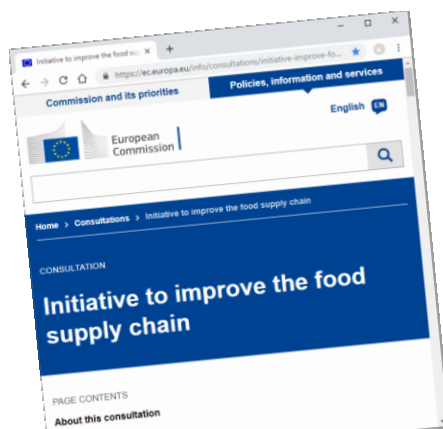 Initiative to improve the food su
https://ec.europa.eu/info/consultations/initiative-improve-fo...
Commission and its priorities
Policies, information and services
English EN
European
Commission
Home > Consultations > Initiative to improve the food supply chain
CONSULTATION
Initiative to improve the food
supply chain
PAGE CONTENTS
About this consultation